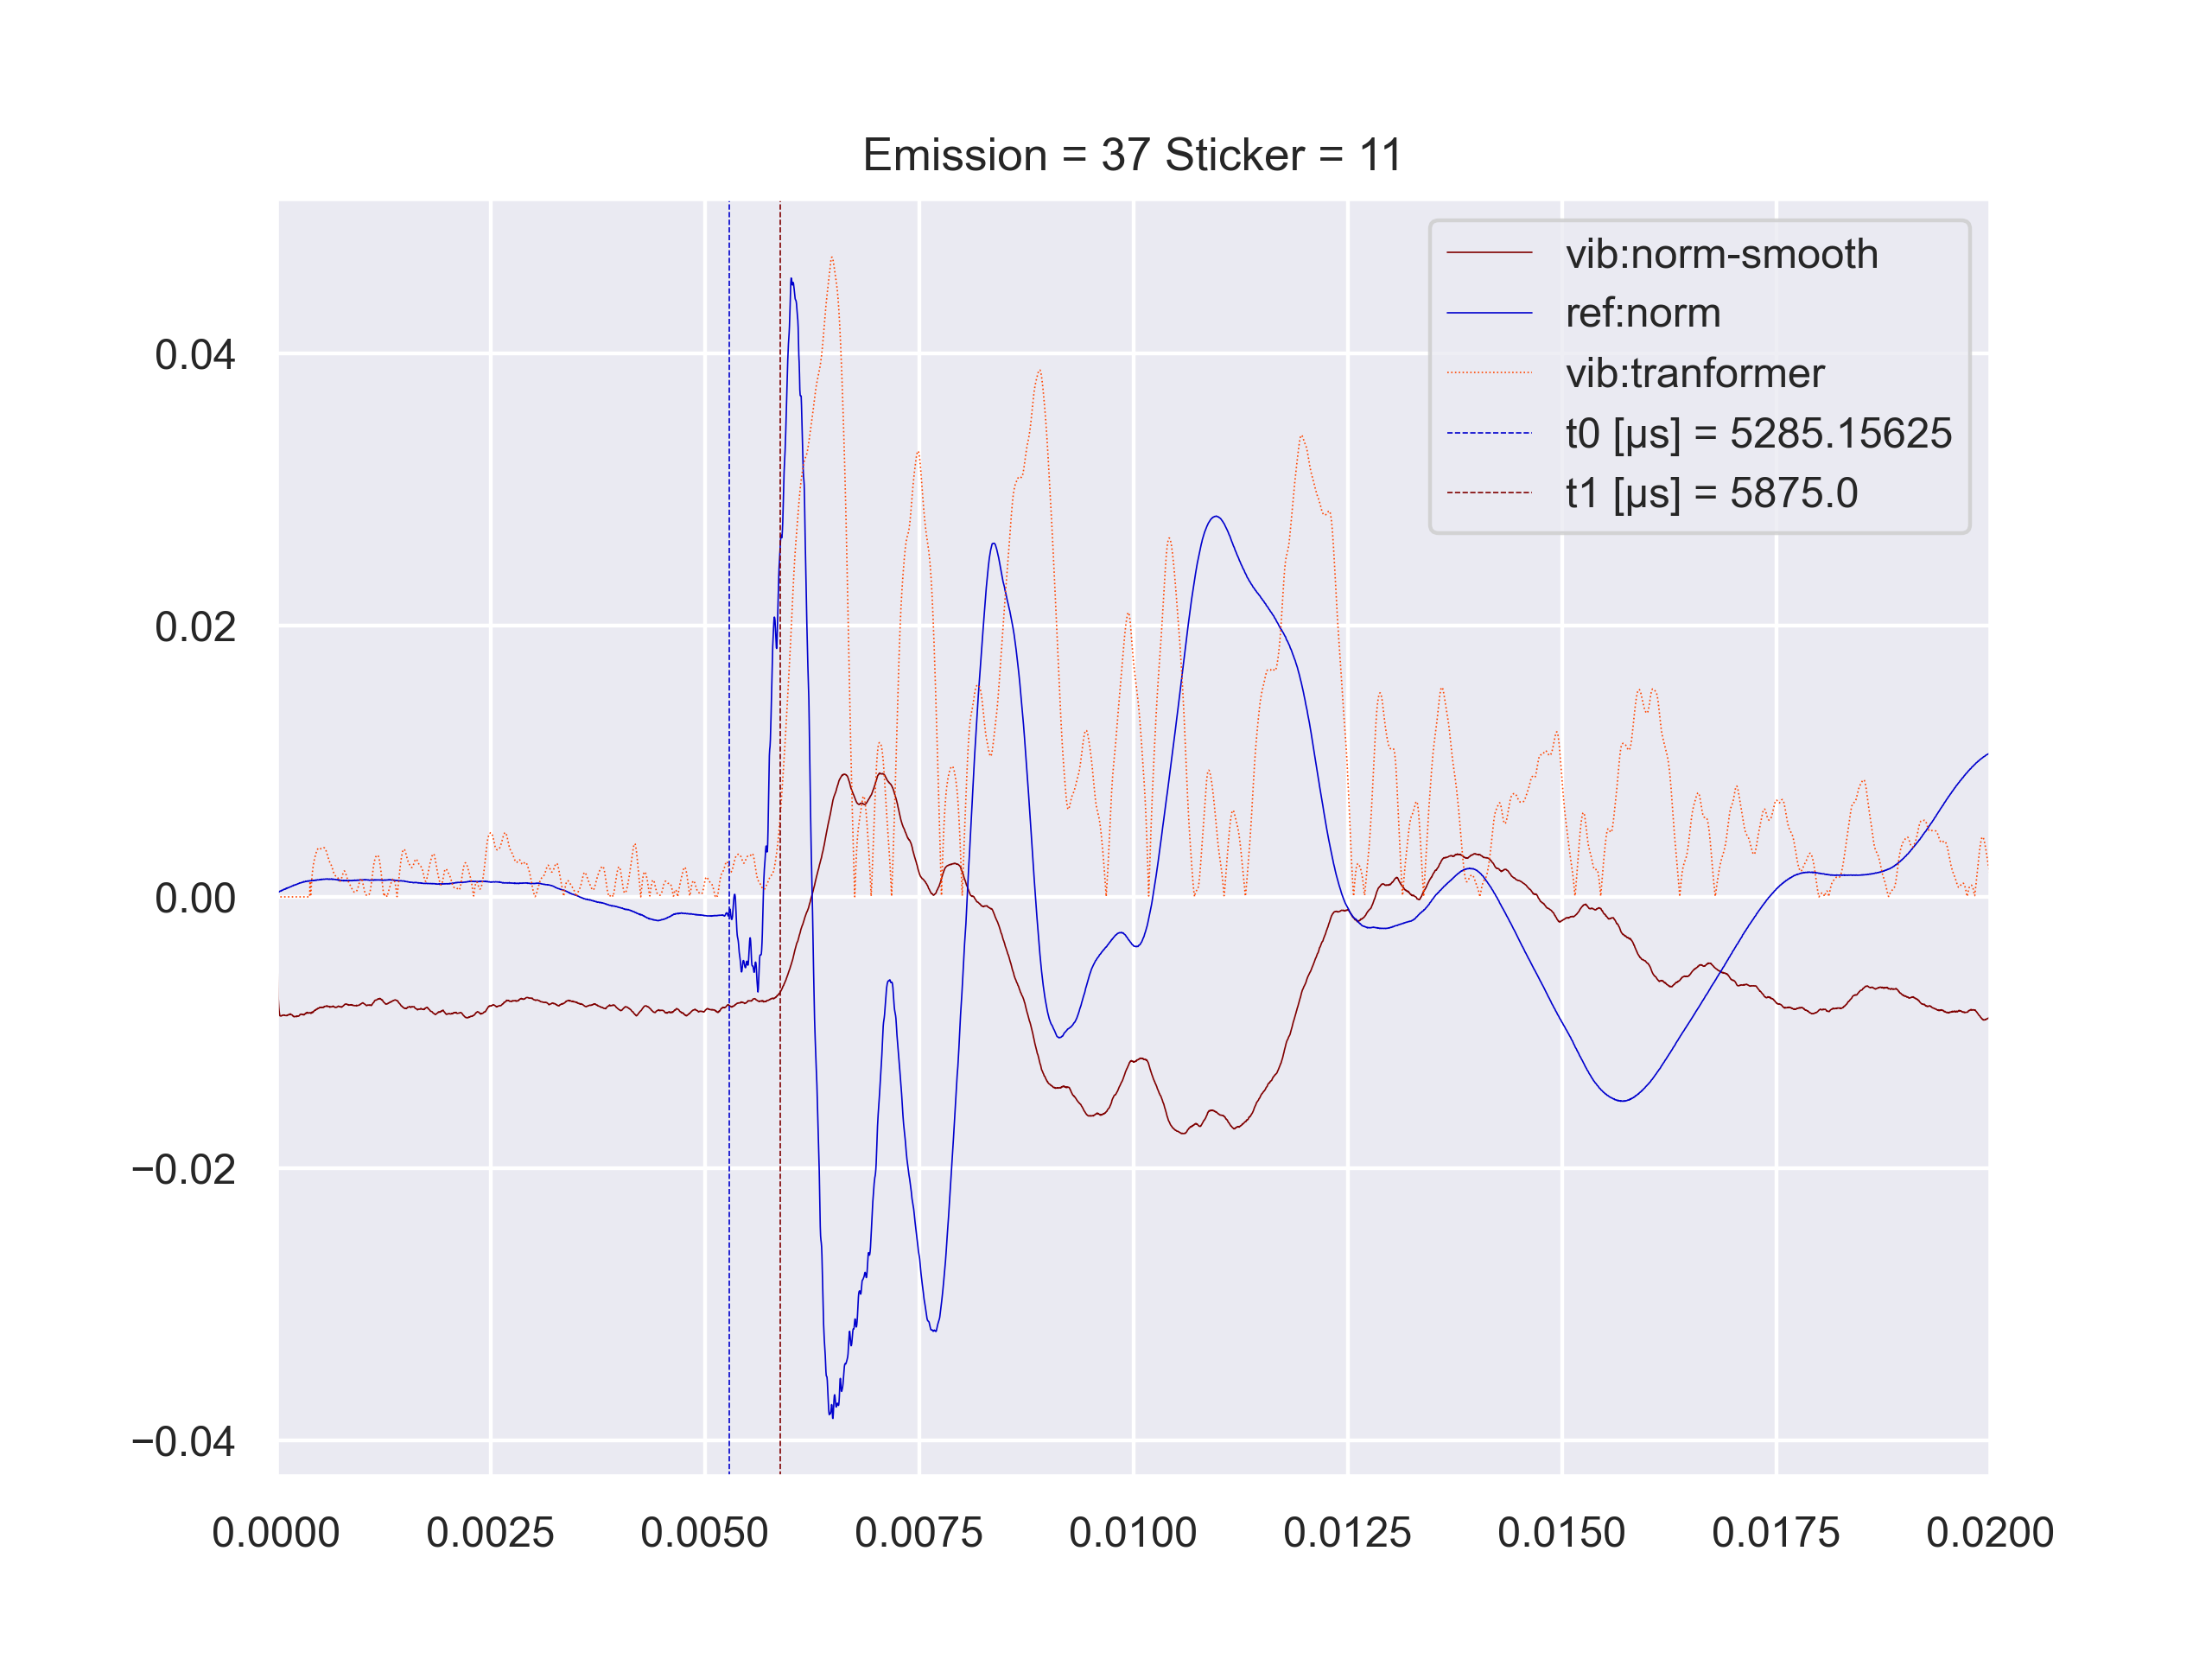 Emission = 37 Sticker = 11
vib:norm-smooth
ref:norm
vib:tranformer
t0 [µs] = 5285.15625
t1 [µs] = 5875.0
0.04
0.02
0.00
−0.02
−0.04
0.0000 0.0025 0.0050 0.0075 0.0100 0.0125 0.0150 0.0175 0.0200